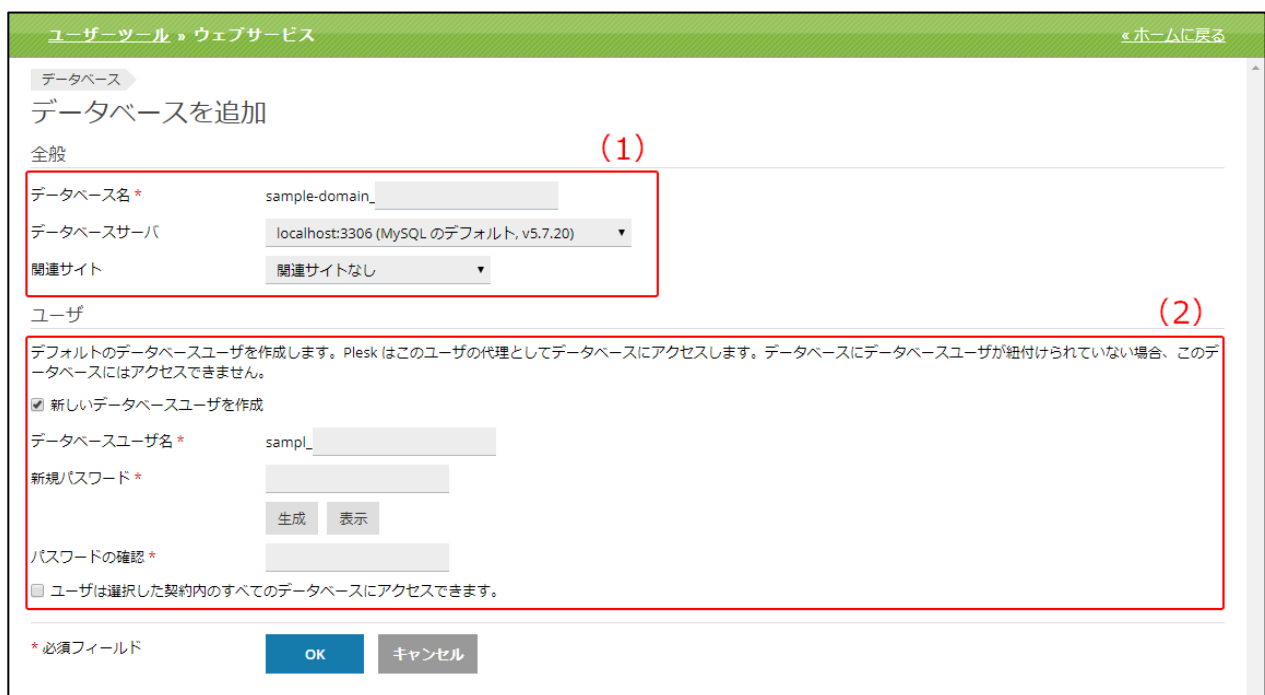 ユーザーツール » ウェブサービス
«ホームに戻る
データベース
データベースを追加
全般
(1)
データベース名 *
sample-domain_
データベースサーバ
localhost:3306 (MySQL のデフォルト, v5.7.20)
関連サイト
関連サイトなし
ユーザ
(2)
デフォルトのデータベースユーザを作成します。Plesk はこのユーザの代理としてデータベースにアクセスします。データベースにデータベースユーザが紐付けられていない場合、このデ
ータベースにはアクセスできません。
新しいデータベースユーザを作成
データベースユーザ名 *
sampl_
新規パスワード *
生成
表示
パスワードの確認 *
ユーザは選択した契約内のすべてのデータベースにアクセスできます。
* 必須フィールド
OK
キャンセル